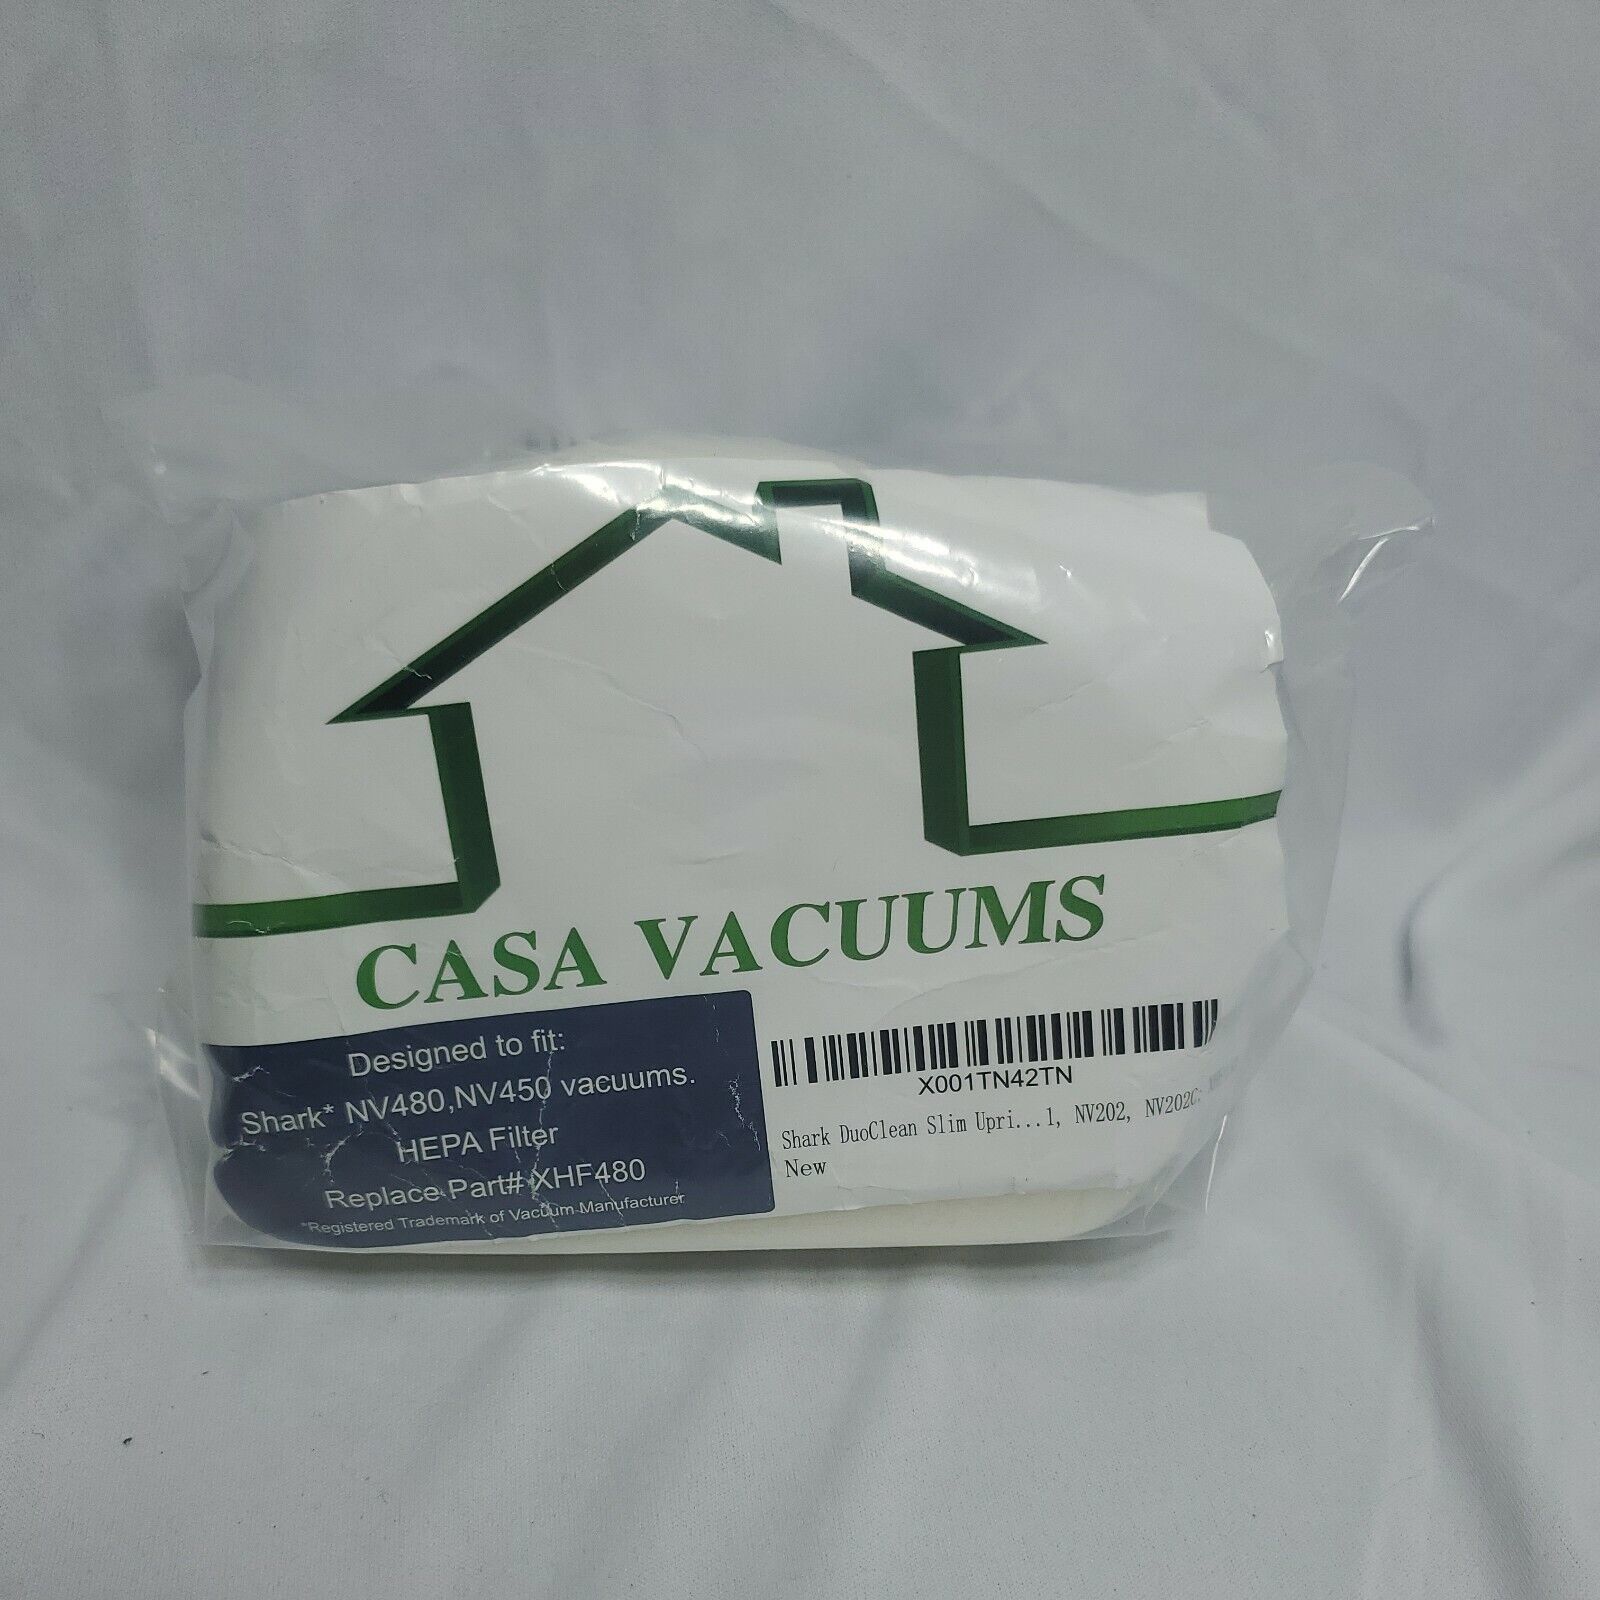 CASA VACUUMS
Designed to fit:
Shark* NV480,NV450 vacuums.
HEPA Filter
Replace Part# XHF480
*Registered Trademark of Vacuum Manufacturer
X001TN42TN
Shark DuoClean Slim Upri...1, NV202, NV202C,
New